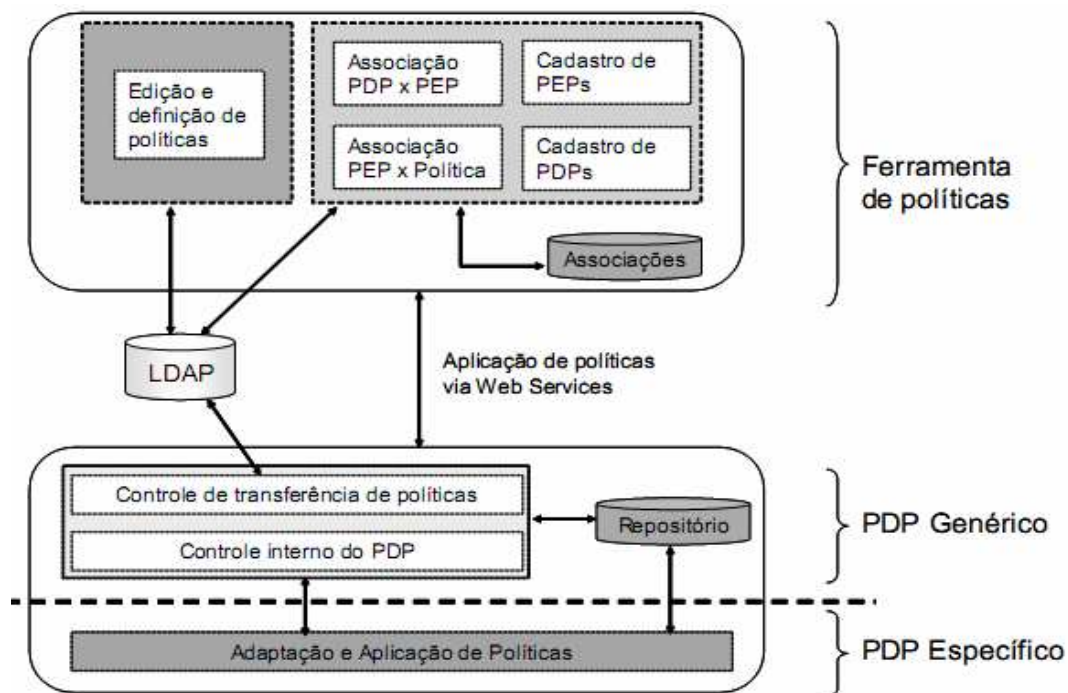 Edição e
definição de
políticas
Associação
PDP x PEP
Cadastro de
PEPs
Associação
PEP x Política
Cadastro de
PDPs
Associações
Ferramenta
de políticas
LDAP
Aplicação de políticas
via Web Services
Controle de transferência de políticas
Controle interno do PDP
Repositório
PDP Genérico
Adaptação e Aplicação de Políticas
PDP Específico